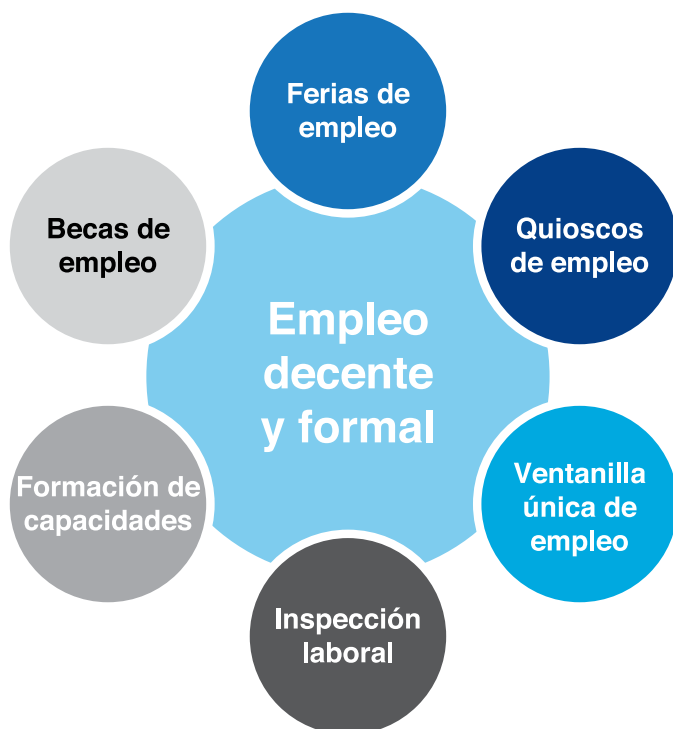 Ferias de
empleo
Quioscos
de empleo
Ventanilla
única de
empleo
Inspección
laboral
Formación de
capacidades
Becas de
empleo
Empleo
decente
y formal